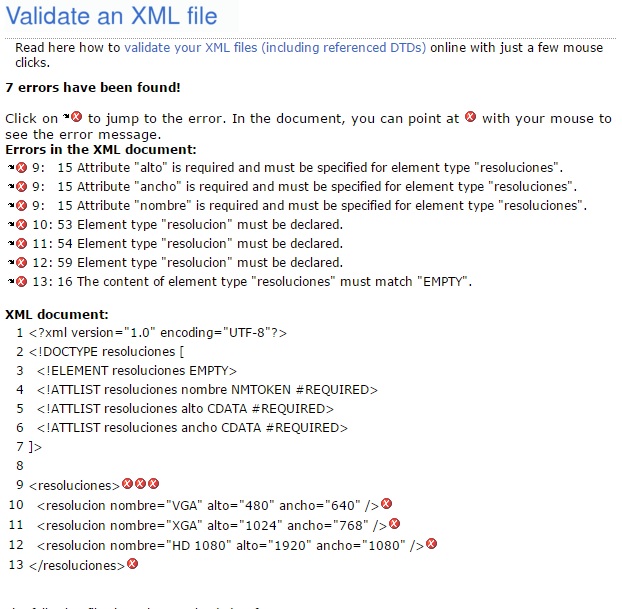 Validate an XML file
Read here how to validate your XML files (including referenced DTDs) online with just a few mouse
clicks.
7 errors have been found!
Click on to jump to the error. In the document, you can point at with your mouse to
see the error message.
Errors in the XML document:
9: 15 Attribute "alto" is required and must be specified for element type "resoluciones".
9: 15 Attribute "ancho" is required and must be specified for element type "resoluciones".
9: 15 Attribute "nombre" is required and must be specified for element type "resoluciones".
10: 53 Element type "resolucion" must be declared.
11: 54 Element type "resolucion" must be declared.
12: 59 Element type "resolucion" must be declared.
13: 16 The content of element type "resoluciones" must match "EMPTY".
XML document:
1 <?xml version="1.0" encoding="UTF-8"?>
2 <!DOCTYPE resoluciones [
3 <!ELEMENT resoluciones EMPTY>
4 <!ATTLIST resoluciones nombre NMTOKEN #REQUIRED>
5 <!ATTLIST resoluciones alto CDATA #REQUIRED>
6 <!ATTLIST resoluciones ancho CDATA #REQUIRED>
7 ]>
8
9 <resoluciones>
10 <resolucion nombre="VGA" alto="480" ancho="640" />
11 <resolucion nombre="XGA" alto="1024" ancho="768" />
12 <resolucion nombre="HD 1080" alto="1920" ancho="1080" />
13 </resoluciones>